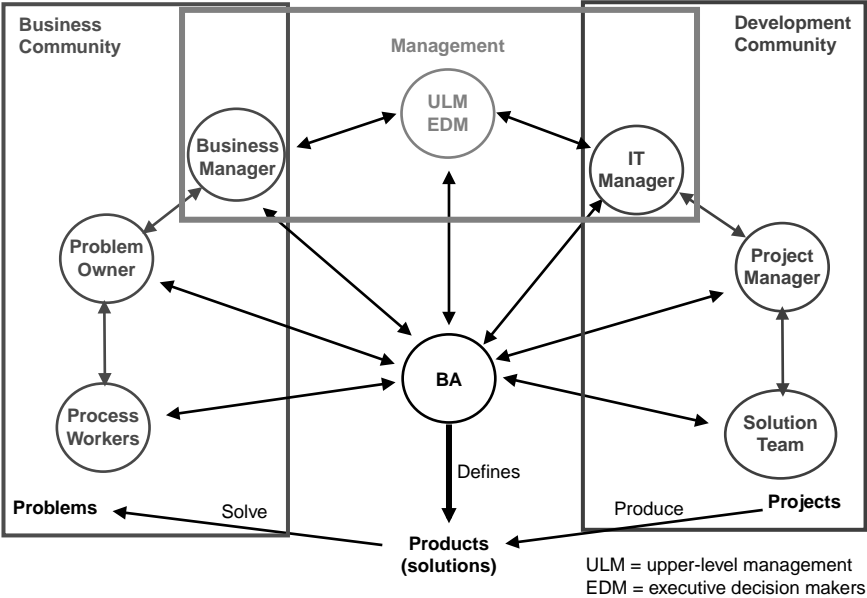 Business
Community
Management
Development
Community
ULM
EDM
Business
Manager
IT
Manager
Problem
Owner
Project
Manager
BA
Process
Workers
Solution
Team
Defines
Problems
Solve
Produce
Projects
Products
(solutions)
ULM = upper-level management
EDM = executive decision makers